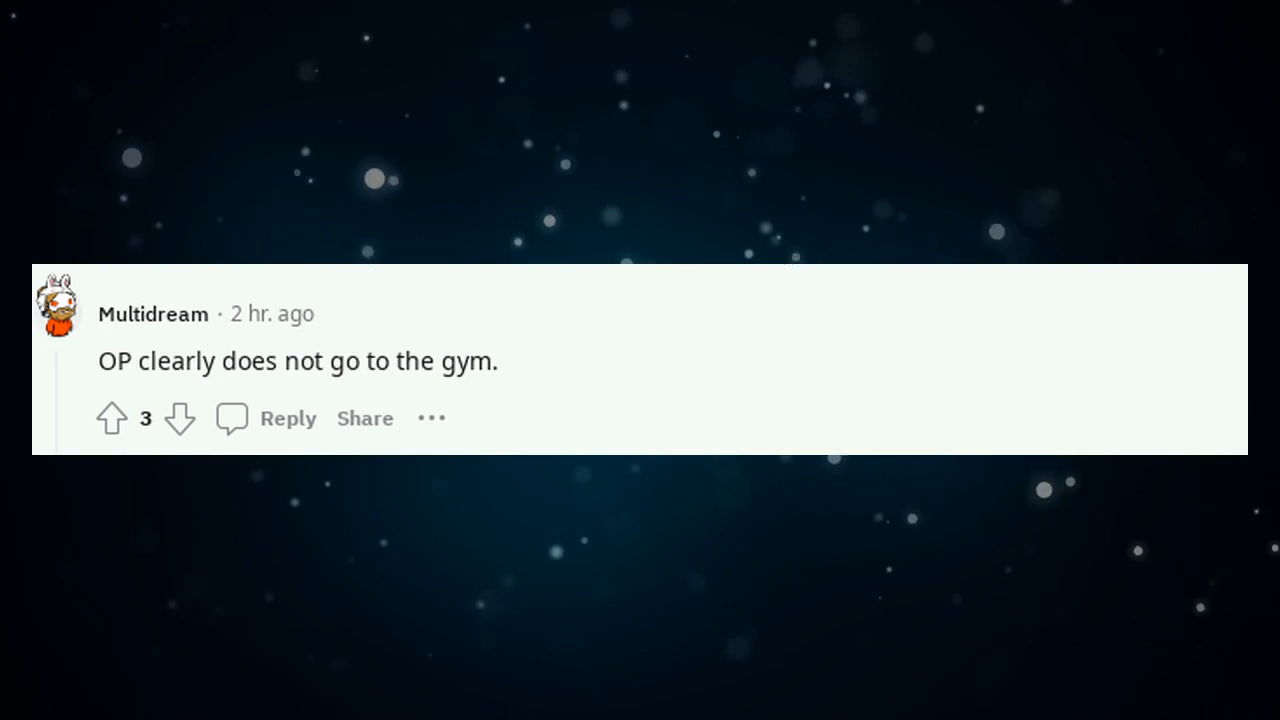 Multidream · 2 hr. ago
OP clearly does not go to the gym.
3 Reply Share ···